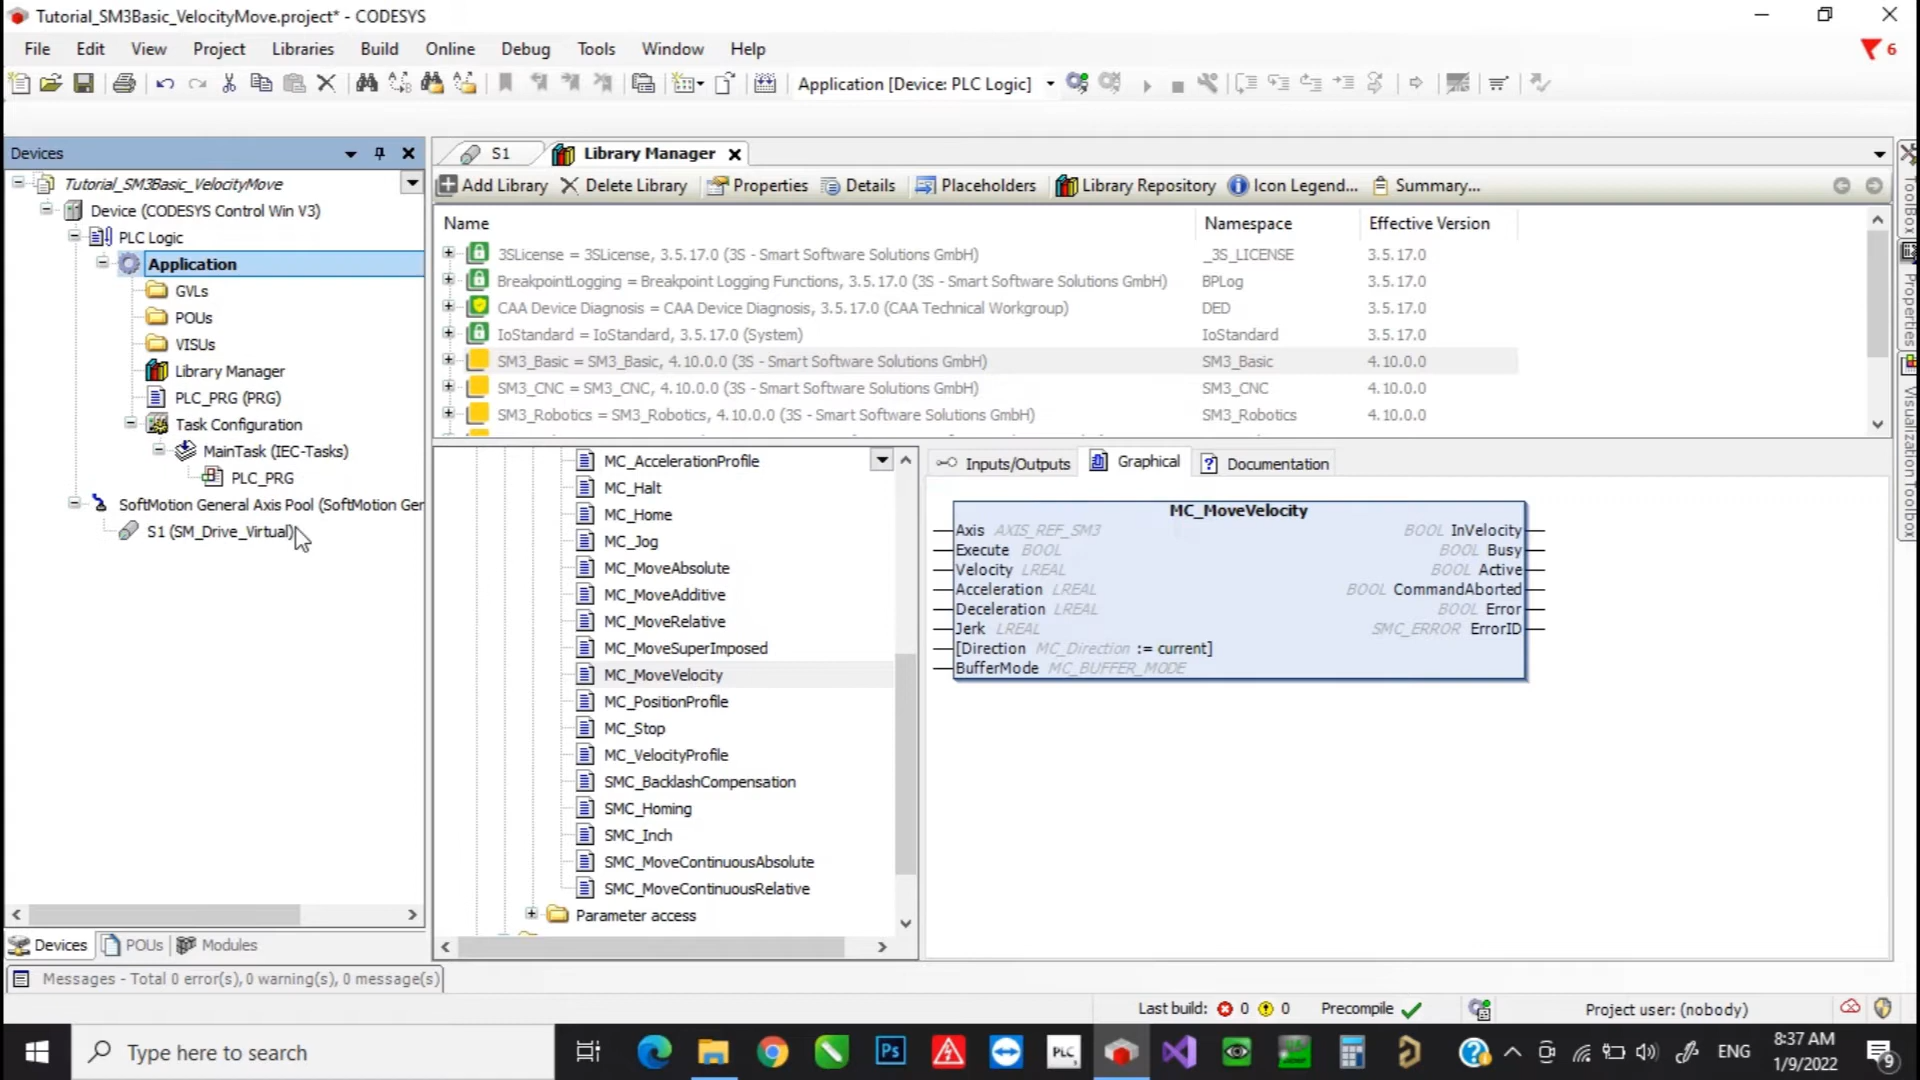 Tutorial_SM3Basic_VelocityMove.project* - CODESYS
File Edit View Project Libraries Build Online Debug Tools Window Help
6
Application [Device: PLC Logic]
Devices
Tutorial_SM3Basic_VelocityMove
Device (CODESYS Control Win V3)
PLC Logic
Application
GVLs
POUs
VISUs
Library Manager
PLC_PRG (PRG)
Task Configuration
MainTask (IEC-Tasks)
PLC_PRG
SoftMotion General Axis Pool (SoftMotion Ger
S1 (SM_Drive_Virtual)
Devices POUs Modules
S1 Library Manager
Add Library Delete Library Properties Details Placeholders Library Repository Icon Legend... Summary...
Name Namespace Effective Version
3SLicense = 3SLicense, 3.5.17.0 (3S - Smart Software Solutions GmbH) _3S_LICENSE 3.5.17.0
BreakpointLogging = Breakpoint Logging Functions, 3.5.17.0 (3S - Smart Software Solutions GmbH) BPLog 3.5.17.0
CAA Device Diagnosis = CAA Device Diagnosis, 3.5.17.0 (CAA Technical Workgroup) DED 3.5.17.0
IoStandard = IoStandard, 3.5.17.0 (System) IoStandard 3.5.17.0
SM3_Basic = SM3_Basic, 4.10.0.0 (3S - Smart Software Solutions GmbH) SM3_Basic 4.10.0.0
SM3_CNC = SM3_CNC, 4.10.0.0 (3S - Smart Software Solutions GmbH) SM3_CNC 4.10.0.0
SM3_Robotics = SM3_Robotics, 4.10.0.0 (3S - Smart Software Solutions GmbH) SM3_Robotics 4.10.0.0
MC_AccelerationProfile
MC_Halt
MC_Home
MC_Jog
MC_MoveAbsolute
MC_MoveAdditive
MC_MoveRelative
MC_MoveSuperImposed
MC_MoveVelocity
MC_PositionProfile
MC_Stop
MC_VelocityProfile
SMC_BacklashCompensation
SMC_Homing
SMC_Inch
SMC_MoveContinuousAbsolute
SMC_MoveContinuousRelative
Parameter access
Inputs/Outputs Graphical Documentation
MC_MoveVelocity
Axis AXIS_REF_SM3 BOOL InVelocity
Execute BOOL BOOL Busy
Velocity LREAL BOOL Active
Acceleration LREAL BOOL CommandAborted
Deceleration LREAL BOOL Error
Jerk LREAL SMC_ERROR ErrorID
[Direction MC_Direction := current]
BufferMode MC_BUFFER_MODE
ToolBox
Properties
Visualization Toolbox
Messages - Total 0 error(s), 0 warning(s), 0 message(s)
Last build: 0 0 Precompile Project user: (nobody)
Type here to search
Ps
PLC
ENG
8:37 AM
1/9/2022
9